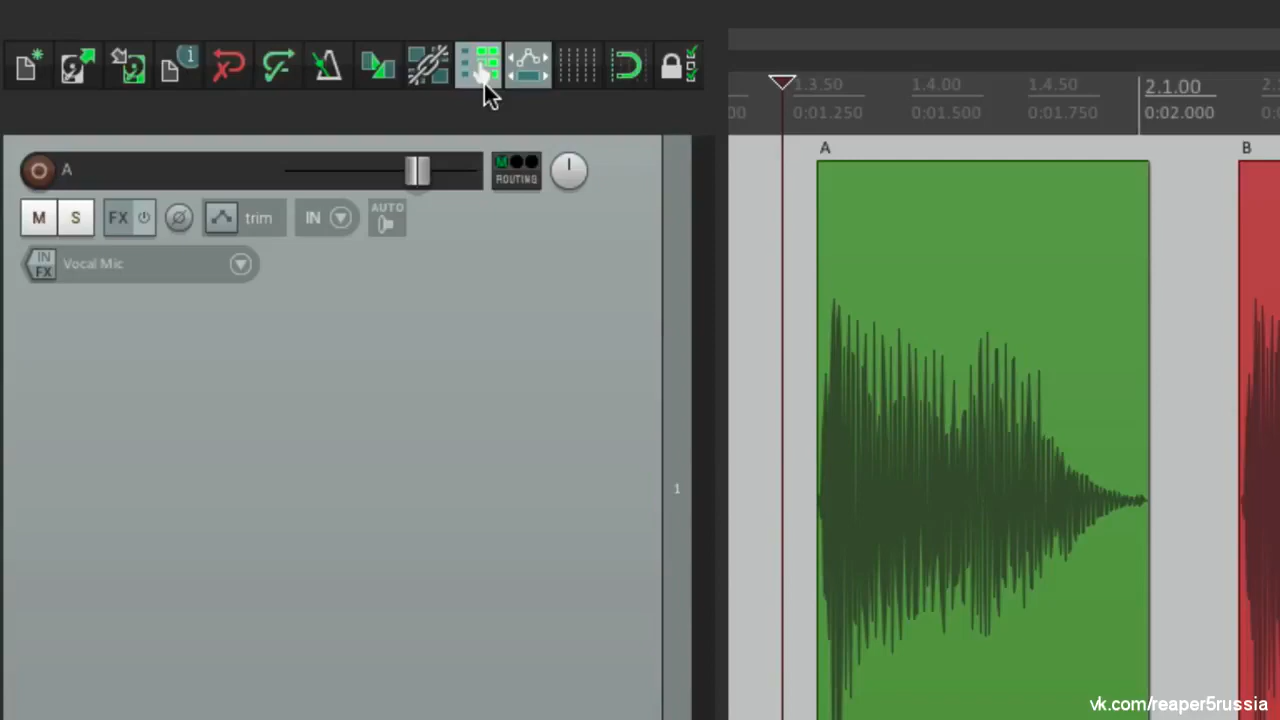 1.3.50 1.4.00 1.4.50 2.1.00
00 0:01.250 0:01.500 0:01.750 0:02.000
A B
A
ROUTING
M S FX trim IN AUTO
IN FX Vocal Mic
1
vk.com/reaper5russia